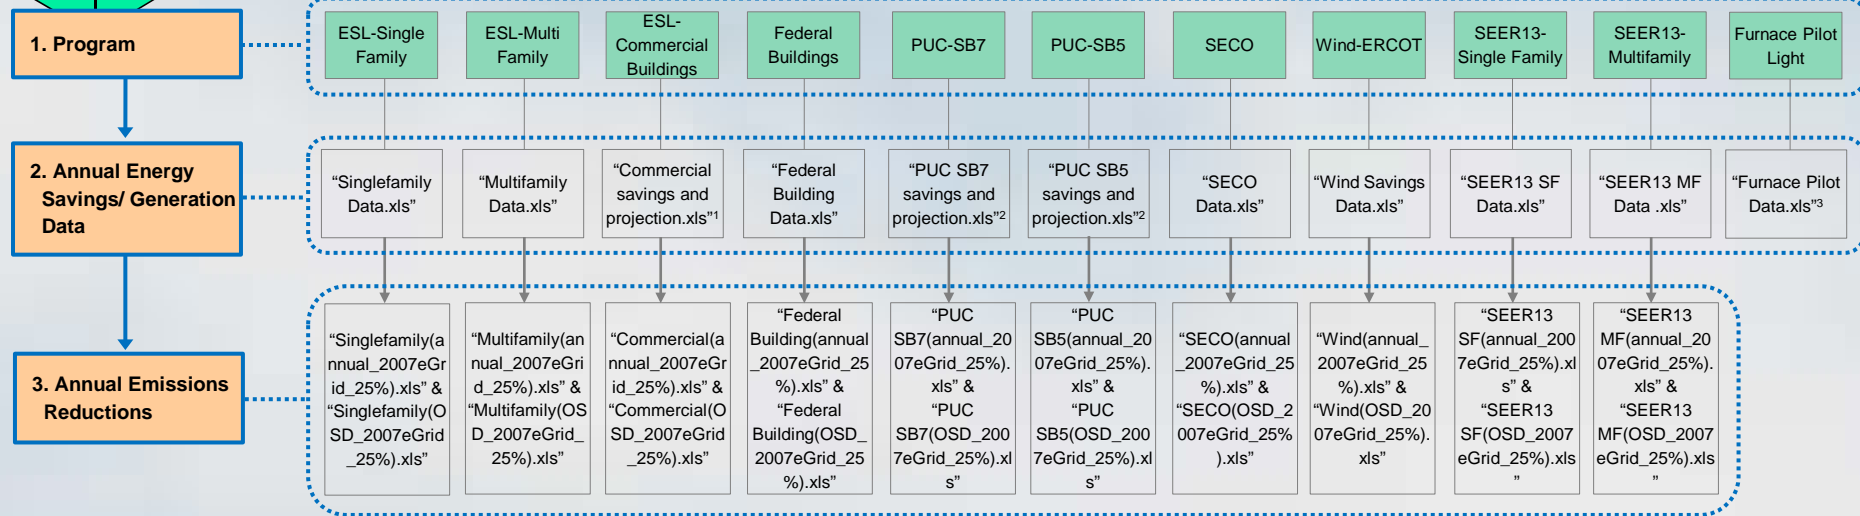 1. Program
ESL-Single
Family
ESL-Multi
Family
ESL-
Commercial
Buildings
Federal
Buildings
PUC-SB7
PUC-SB5
SECO
Wind-ERCOT
SEER13-
Single Family
SEER13-
Multifamily
Furnace Pilot
Light
2. Annual Energy
Savings/ Generation
Data
“Singlefamily
Data.xls”
“Multifamily
Data.xls”
“Commercial
savings and
projection.xls”1
“Federal
Building
Data.xls”
“PUC SB7
savings and
projection.xls”2
“PUC SB5
savings and
projection.xls”2
“SECO
Data.xls”
“Wind Savings
Data.xls”
“SEER13 SF
Data.xls”
“SEER13 MF
Data .xls”
“Furnace Pilot
Data.xls”3
3. Annual Emissions
Reductions
“Singlefamily(a
nnual_2007eGr
id_25%).xls” &
“Singlefamily(O
SD_2007eGrid
_25%).xls”
“Multifamily(an
nual_2007eGri
d_25%).xls” &
“Multifamily(OS
D_2007eGrid_
25%).xls”
“Commercial(a
nnual_2007eGr
id_25%).xls” &
“Commercial(O
SD_2007eGrid
_25%).xls”
“Federal
Building(annual
_2007eGrid_25
%).xls” &
“Federal
Building(OSD_
2007eGrid_25
%).xls”
“PUC
SB7(annual_20
07eGrid_25%).
xls” &
“PUC
SB7(OSD_200
7eGrid_25%).xl
s”
“PUC
SB5(annual_20
07eGrid_25%).
xls” &
“PUC
SB5(OSD_200
7eGrid_25%).xl
s”
“SECO(annual
_2007eGrid_25
%).xls” &
“SECO(OSD_2
007eGrid_25%
).xls”
“Wind(annual_
2007eGrid_25
%).xls” &
“Wind(OSD_20
07eGrid_25%).
xls”
“SEER13
SF(annual_200
7eGrid_25%).xl
s” &
“SEER13
SF(OSD_2007
eGrid_25%).xls
”
“SEER13
MF(annual_20
07eGrid_25%).
xls” &
“SEER13
MF(OSD_2007
eGrid_25%).xls
”